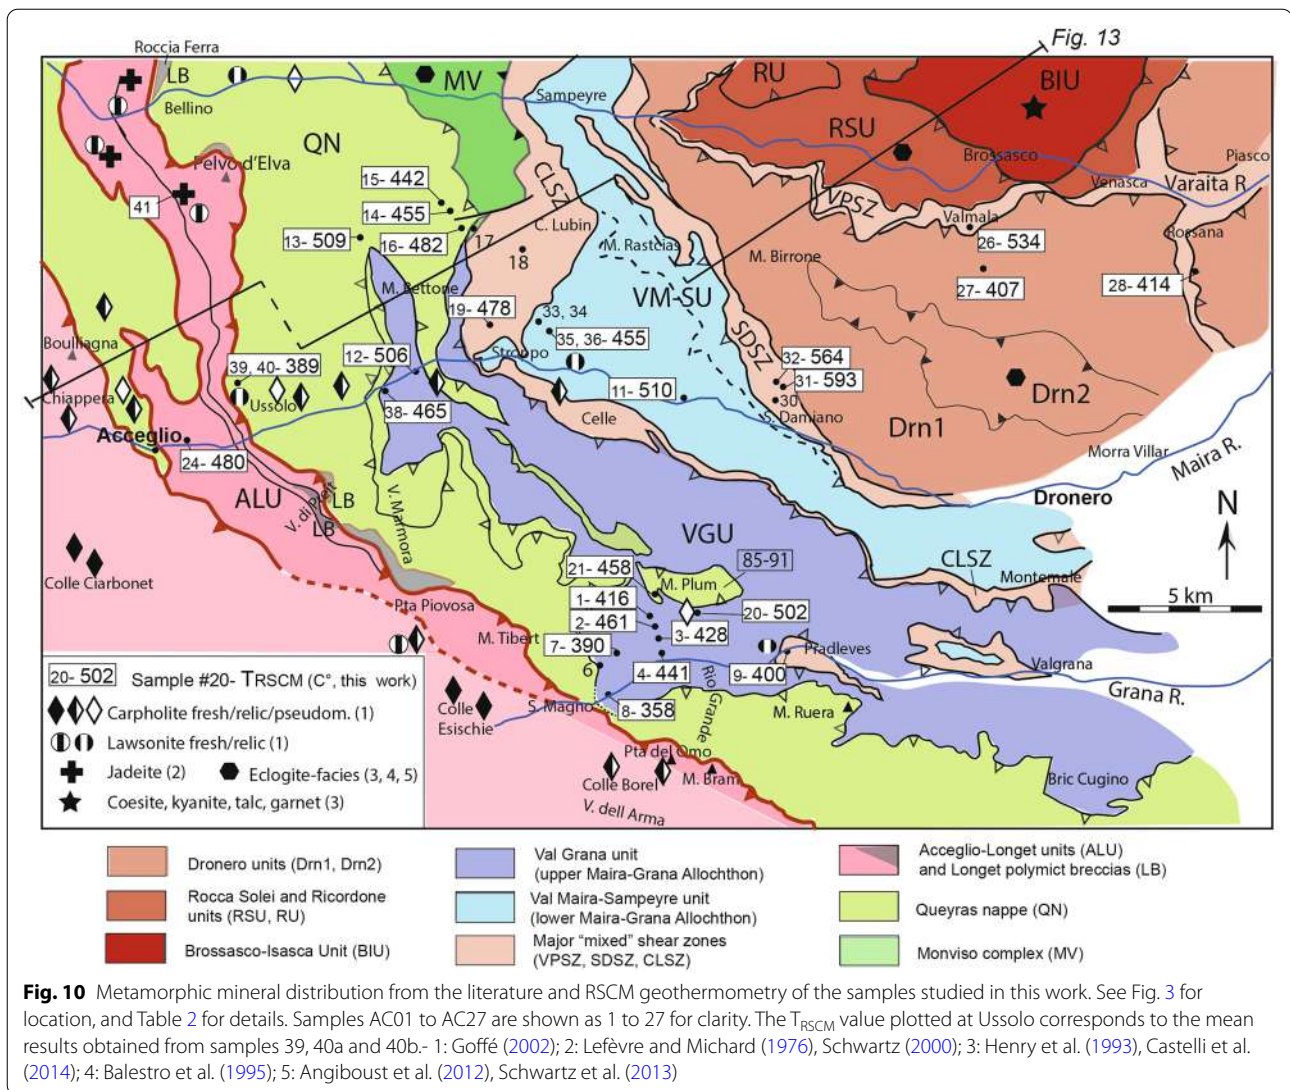 Fig. 13
Roccia Ferra
LB
MV
RU
BIU
Bellino
Sampeyre
QN
RSU
Brossasco
Piasco
Pelvo d'Elva
CLSZ
Venasca
Varaita R.
15- 442
VPSZ
41
14- 455
C. Lubin
Valmala
Rossana
13- 509
16- 482
17
M. Rastcias
26- 534
18
M. Birrone
27- 407
28- 414
M. Bettone
VM-SU
19- 478
33, 34
Boulliagna
35, 36- 455
SDSZ
12- 506
Stroppo
32- 564
39, 40- 389
31- 593
Drn2
Chiappera
Ussolo
11- 510
30
38- 465
Celle
S. Damiano
Drn1
Acceglio
Morra Villar
Maira R.
24- 480
Dronero
ALU
V. di Preit
LB
LB
V. Marmora
VGU
N
CLSZ
21- 458
85-91
Colle Ciarbonet
M. Plum
Montemale
1- 416
5 km
Pta Piovosa
20- 502
2- 461
M. Tibert
3- 428
7- 390
Pradleves
6
4- 441
9- 400
Valgrana
Rio Grande
Grana R.
S. Magno
8- 358
M. Ruera
Colle Esischie
Pta del Omo
Colle Borel
M. Bram
Bric Cugino
V. dell Arma
20- 502 Sample #20- TRSCM (C°, this work)
Carpholite fresh/relic/pseudom. (1)
Lawsonite fresh/relic (1)
Jadeite (2) Eclogite-facies (3, 4, 5)
Coesite, kyanite, talc, garnet (3)
Dronero units (Drn1, Drn2)
Rocca Solei and Ricordone
units (RSU, RU)
Brossasco-Isasca Unit (BIU)
Val Grana unit
(upper Maira-Grana Allochthon)
Val Maira-Sampeyre unit
(lower Maira-Grana Allochthon)
Major “mixed” shear zones
(VPSZ, SDSZ, CLSZ)
Acceglio-Longet units (ALU)
and Longet polymict breccias (LB)
Queyras nappe (QN)
Monviso complex (MV)
Fig. 10 Metamorphic mineral distribution from the literature and RSCM geothermometry of the samples studied in this work. See Fig. 3 for
location, and Table 2 for details. Samples AC01 to AC27 are shown as 1 to 27 for clarity. The TRSCM value plotted at Ussolo corresponds to the mean
results obtained from samples 39, 40a and 40b.- 1: Goffé (2002); 2: Lefèvre and Michard (1976), Schwartz (2000); 3: Henry et al. (1993), Castelli et al.
(2014); 4: Balestro et al. (1995); 5: Angiboust et al. (2012), Schwartz et al. (2013)